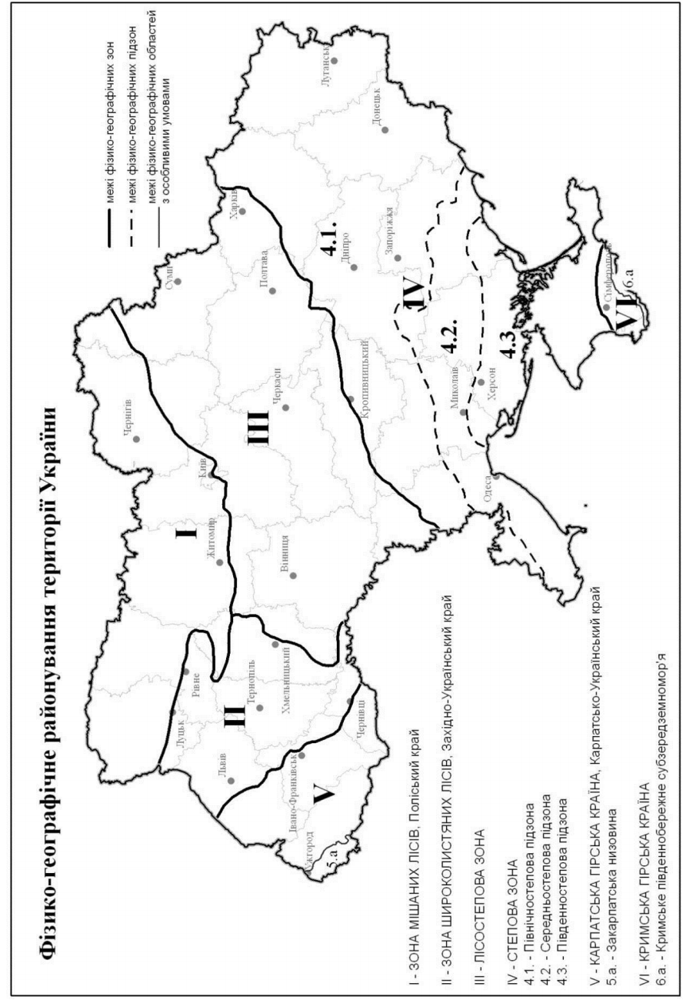 Фізико-географічне районування території України
межі фізико-географічних зон
межі фізико-географічних підзон
межі фізико-географічних областей
з особливими умовами
Чернігів
Суми
Луцьк
Рівне
Житомир
Київ
Харків
Львів
Тернопіль
Хмельницький
Вінниця
Черкаси
Полтава
Луганськ
Івано-Франківськ
Ужгород
Чернівці
Кропивницький
Дніпро
Донецьк
Запоріжжя
Миколаїв
Херсон
Одеса
Сімферополь
I
II
III
IV
V
VI
4.1.
4.2.
4.3
5.а
6.а
I - ЗОНА МІШАНИХ ЛІСІВ, Поліський край
II - ЗОНА ШИРОКОЛИСТЯНИХ ЛІСІВ, Західно-Український край
III - ЛІСОСТЕПОВА ЗОНА
IV - СТЕПОВА ЗОНА
4.1. - Північностепова підзона
4.2. - Середньостепова підзона
4.3. - Південностепова підзона
V - КАРПАТСЬКА ГІРСЬКА КРАЇНА, Карпатсько-Український край
5.а. - Закарпатська низовина
VI - КРИМСЬКА ГІРСЬКА КРАЇНА
6.а. - Кримське південнобережне субзередземномор'я